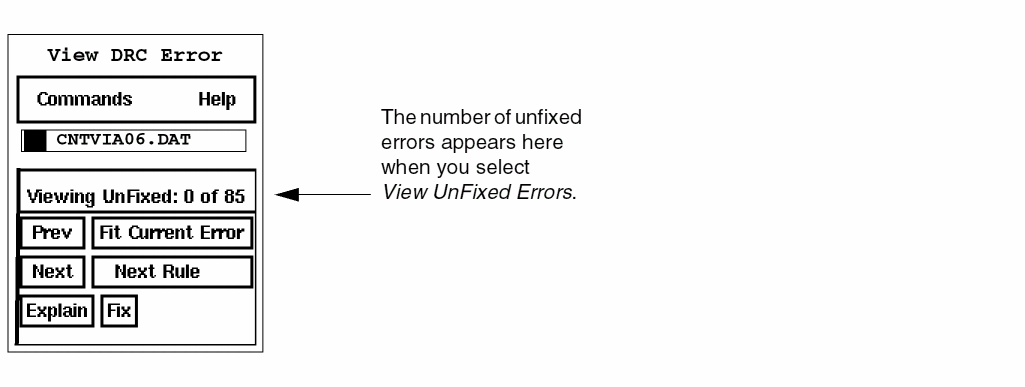 View DRC Error
Commands Help
CNTVIA06.DAT
Viewing UnFixed: 0 of 85
Prev Fit Current Error
Next Next Rule
Explain Fix
The number of unfixed
errors appears here
when you select
View UnFixed Errors.